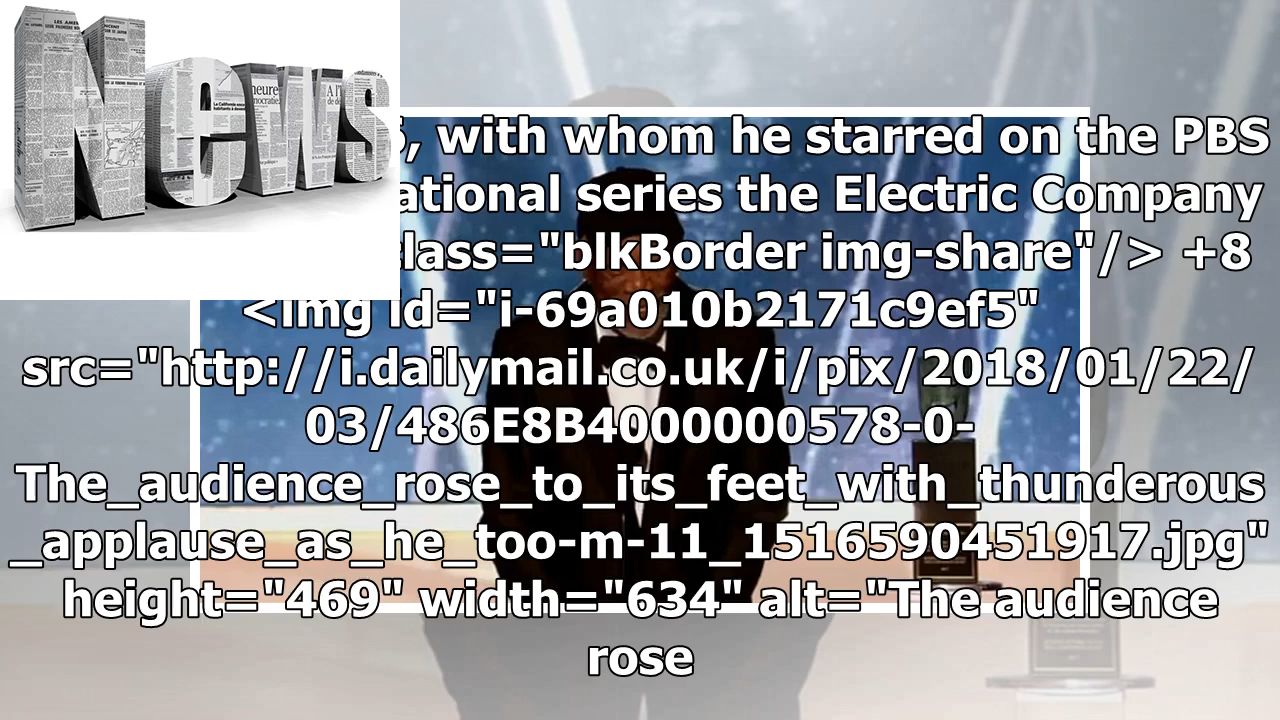 News
, with whom he starred on the PBS
ational series the Electric Company
class="blkBorder img-share"/> +8
<img id="i-69a010b2171c9ef5"
src="http://i.dailymail.co.uk/i/pix/2018/01/22/
03/486E8B4000000578-0-
The_audience_rose_to_its_feet_with_thunderous
_applause_as_he_too-m-11_1516590451917.jpg"
height="469" width="634" alt="The audience
rose